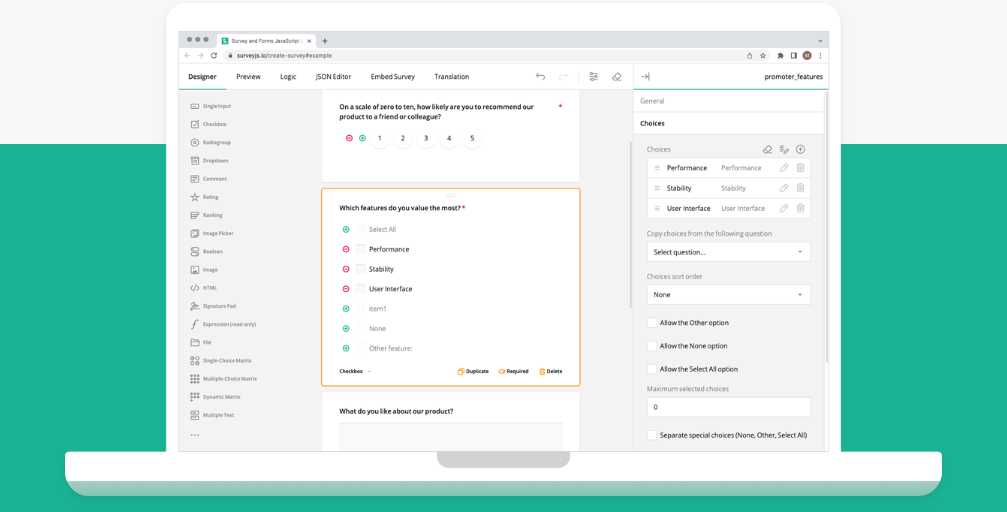 Survey and Forms JavaScript :
surveyjs.io/create-survey#example
Designer Preview Logic JSON Editor Embed Survey Translation
promoter_features
Single Input
Checkbox
Radiogroup
Dropdown
Comment
Rating
Ranking
Image Picker
Boolean
Image
HTML
Signature Pad
Expression (read-only)
File
Single-Choice Matrix
Multiple-Choice Matrix
Dynamic Matrix
Multiple Text
On a scale of zero to ten, how likely are you to recommend our
product to a friend or colleague?
*
1 2 3 4 5
Which features do you value the most? *
Select All
Performance
Stability
User Interface
item1
None
Other feature:
Checkbox
Duplicate Required Delete
What do you like about our product?
General
Choices
Choices
Performance Performance
Stability Stability
User Interface User Interface
Copy choices from the following question
Select question...
Choices sort order
None
Allow the Other option
Allow the None option
Allow the Select All option
Maximum selected choices
0
Separate special choices (None, Other, Select All)